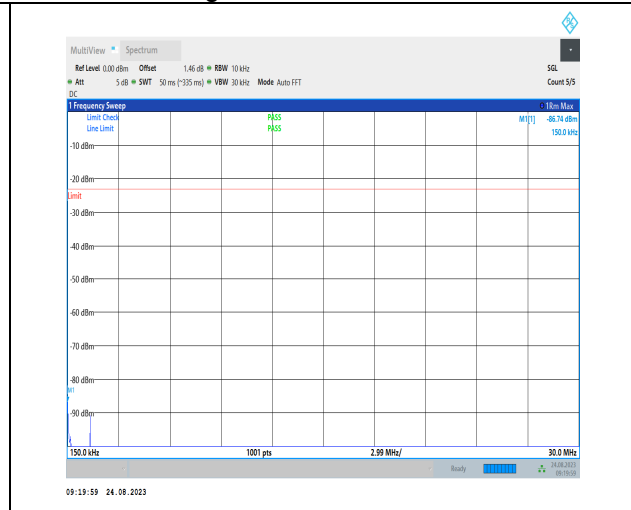 MultiView Spectrum
Ref Level 0.00 dBm Offset 1.46 dB RBW 10 kHz SGL
Att 5 dB SWT 50 ms (~335 ms) VBW 30 kHz Mode Auto FFT Count 5/5
DC
1 Frequency Sweep 1Rm Max
Limit Check PASS M1[1] -86.74 dBm
Line Limit PASS 150.0 kHz
-10 dBm
-20 dBm
Limit
-30 dBm
-40 dBm
-50 dBm
-60 dBm
-70 dBm
-80 dBm
M1
-90 dBm
150.0 kHz 1001 pts 2.99 MHz/ 30.0 MHz
Ready 24.08.2023
09:19:59
09:19:59 24.08.2023